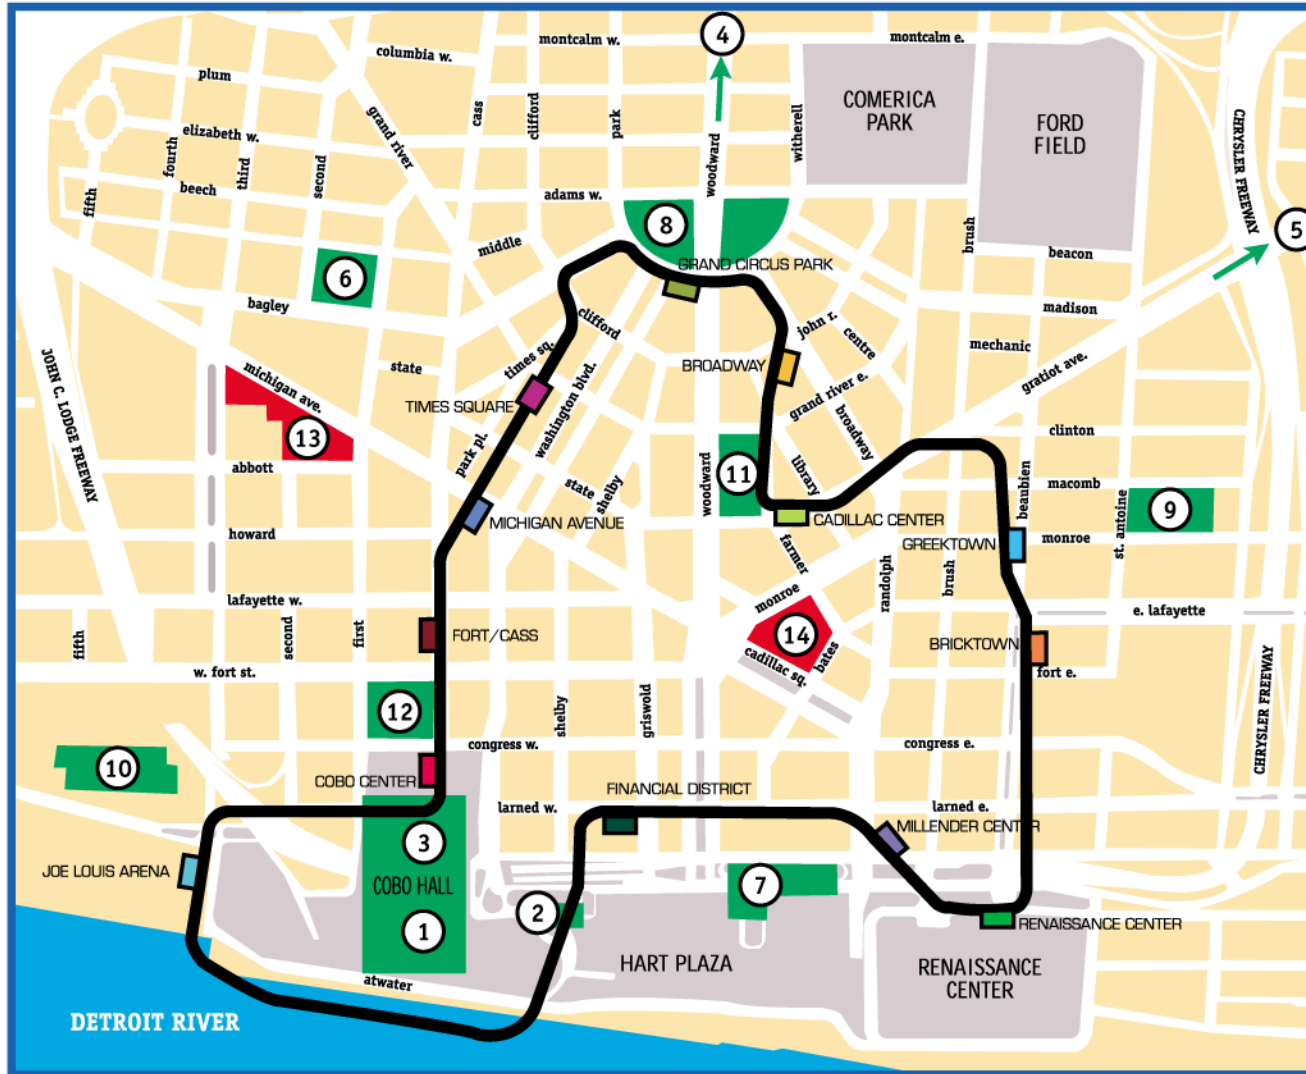 montcalm w.
4
montcalm e.
columbia w.
plum
cass
clifford
park
grand river
COMERICA
PARK
FORD
FIELD
CHRYSLER FREEWAY
elizabeth w.
fourth
third
second
woodward
witherell
beech
fifth
adams w.
8
5
middle
brush
beacon
6
GRAND CIRCUS PARK
bagley
clifford
madison
john r.
centre
mechanic
times sq.
state
BROADWAY
gratiot ave.
JOHN C. LODGE FREEWAY
michigan ave.
washington blvd.
TIMES SQUARE
grand river e.
broadway
13
clinton
park pl.
abbott
11
library
state
shelby
woodward
macomb
beaubien
st. antoine
9
MICHIGAN AVENUE
CADILLAC CENTER
howard
GREEKTOWN
monroe
farmer
randolph
brush
lafayette w.
monroe
e. lafayette
fifth
second
first
FORT/CASS
14
bates
BRICKTOWN
cadillac sq.
w. fort st.
fort e.
CHRYSLER FREEWAY
12
shelby
griswold
congress w.
congress e.
10
COBO CENTER
FINANCIAL DISTRICT
larned w.
larned e.
MILLENDER CENTER
3
JOE LOUIS ARENA
COBO HALL
7
2
1
RENAISSANCE CENTER
HART PLAZA
RENAISSANCE
CENTER
atwater
DETROIT RIVER